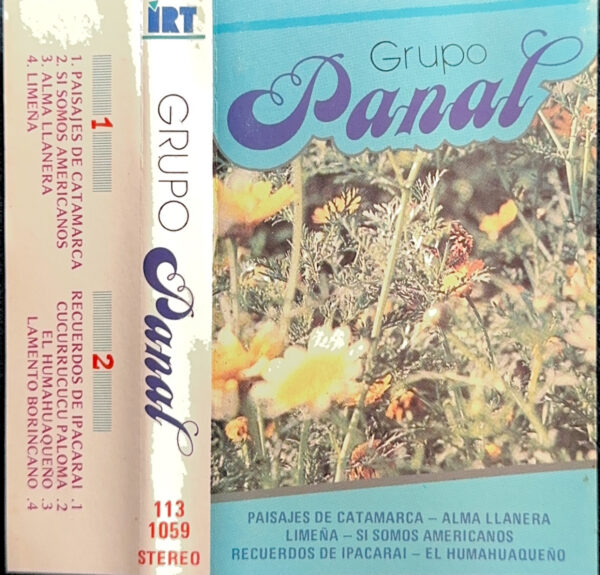 1
1. PAISAJES DE CATAMARCA
2. SI SOMOS AMERICANOS
3. ALMA LLANERA
4. LIMEÑA
2
RECUERDOS DE IPACARAI .1
CUCURRUCUCU PALOMA .2
EL HUMAHUAQUEÑO .3
LAMENTO BORINCANO .4
IRT
GRUPO
Panal
113
1059
STEREO
Grupo
Panal
PAISAJES DE CATAMARCA – ALMA LLANERA
LIMEÑA – SI SOMOS AMERICANOS
RECUERDOS DE IPACARAI – EL HUMAHUAQUEÑO